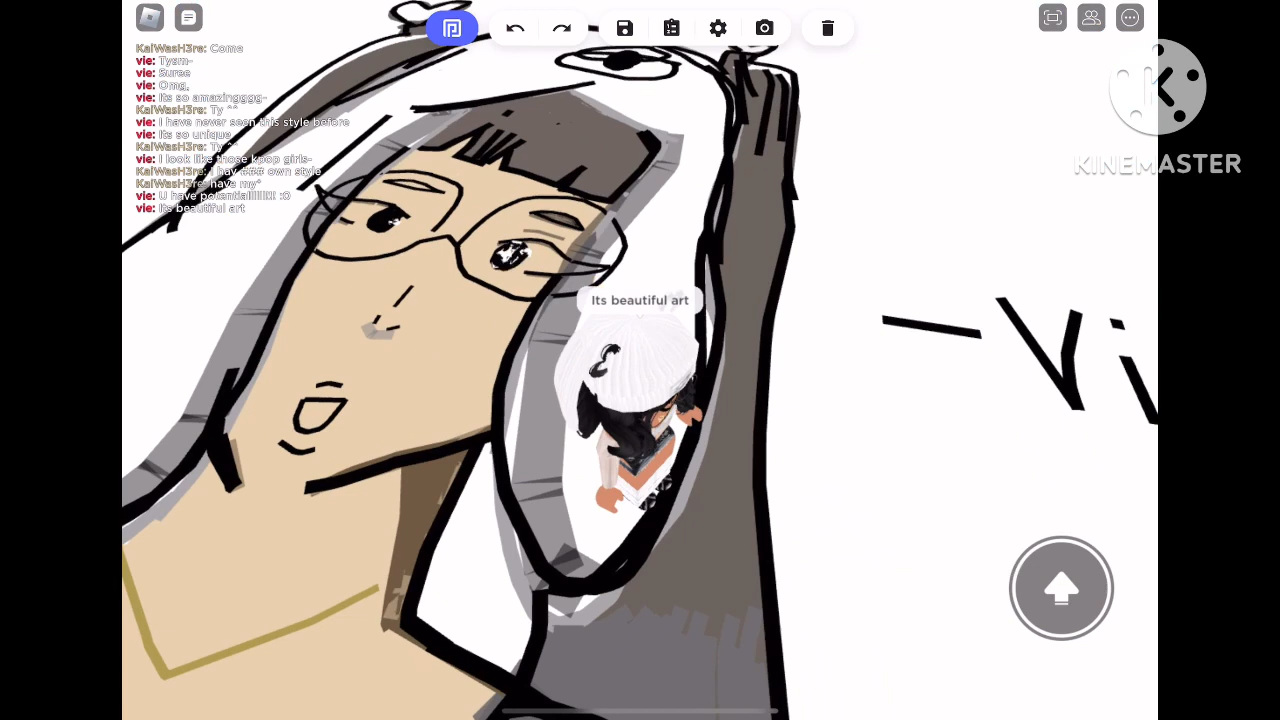 KaiWasH3re: Come
vie: Tysm-
vie: Suree
vie: Omg,
vie: Its so amazingggg-
KaiWasH3re: Ty ^^
vie: I have never seen this style before
vie: Its so unique
KaiWasH3re: Ty ^^
vie: I look like those kpop girls-
KaiWasH3re: I hav ### own style
KaiWasH3re: have my*
vie: U have potentialllllll! :O
vie: Its beautiful art
Its beautiful art
KINEMASTER
- Vi